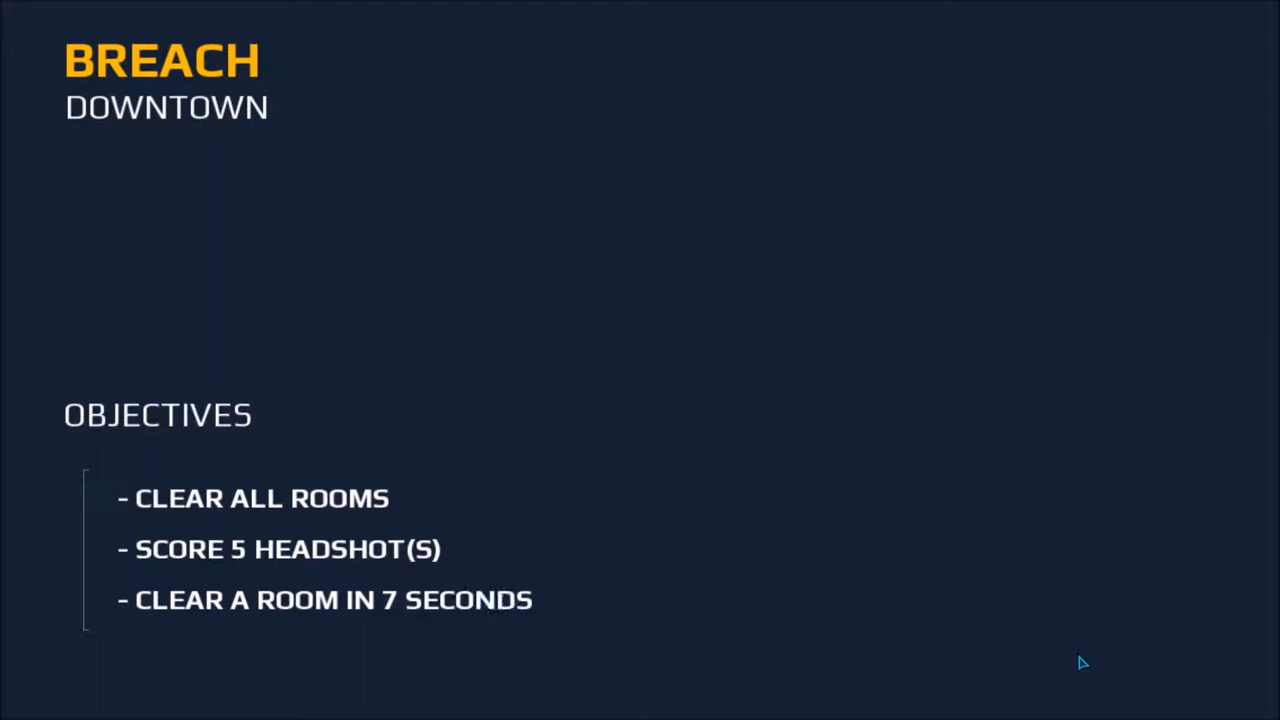 BREACH
DOWNTOWN
OBJECTIVES
- CLEAR ALL ROOMS
- SCORE 5 HEADSHOT(S)
- CLEAR A ROOM IN 7 SECONDS